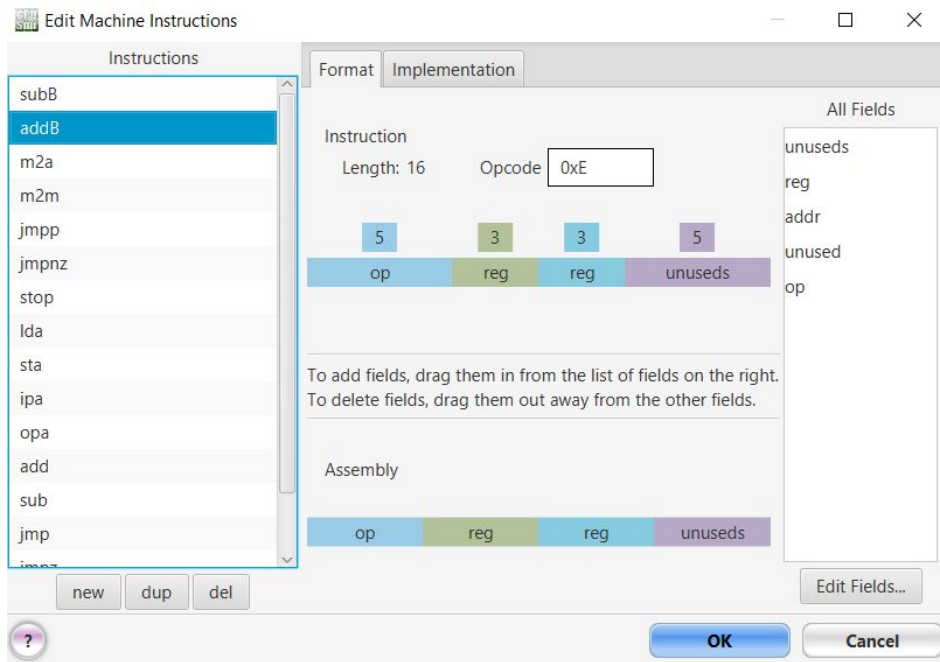 Edit Machine Instructions
Instructions
subB
addB
m2a
m2m
jmpp
jmpnz
stop
lda
sta
ipa
opa
add
sub
jmp
new dup del
Format Implementation
Instruction
Length: 16 Opcode 0xE
5 3 3 5
op reg reg unuseds
To add fields, drag them in from the list of fields on the right.
To delete fields, drag them out away from the other fields.
Assembly
op reg reg unuseds
All Fields
unuseds
reg
addr
unused
op
Edit Fields...
? OK Cancel